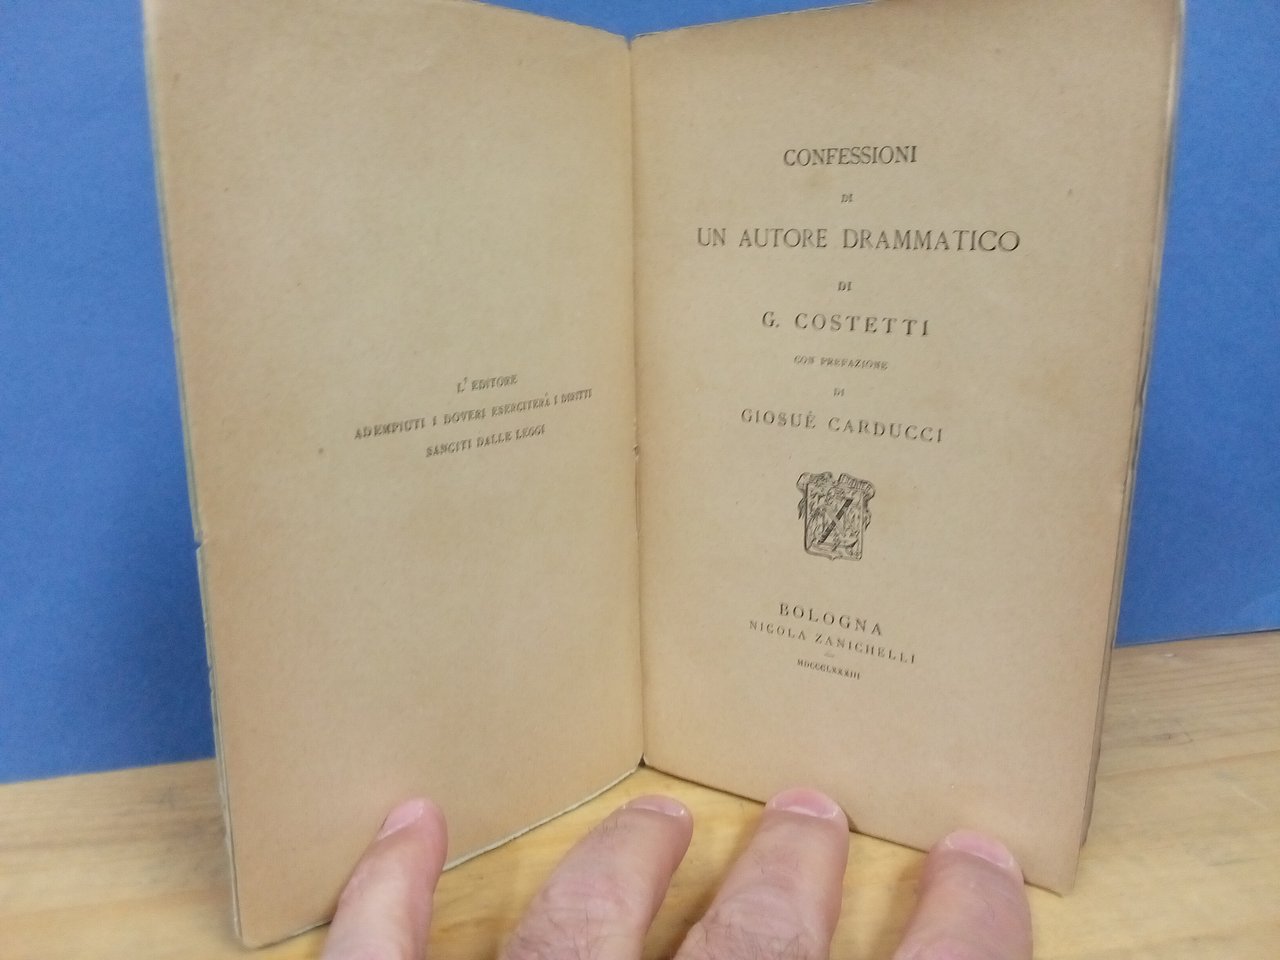 L' EDITORE
ADEMPIUTI I DOVERI ESERCITERÀ I DIRITTI
SANCITI DALLE LEGGI
CONFESSIONI
DI
UN AUTORE DRAMMATICO
DI
G. COSTETTI
CON PREFAZIONE
DI
GIOSUÈ CARDUCCI
BOLOGNA
NICOLA ZANICHELLI
MDCCCLXXXIII